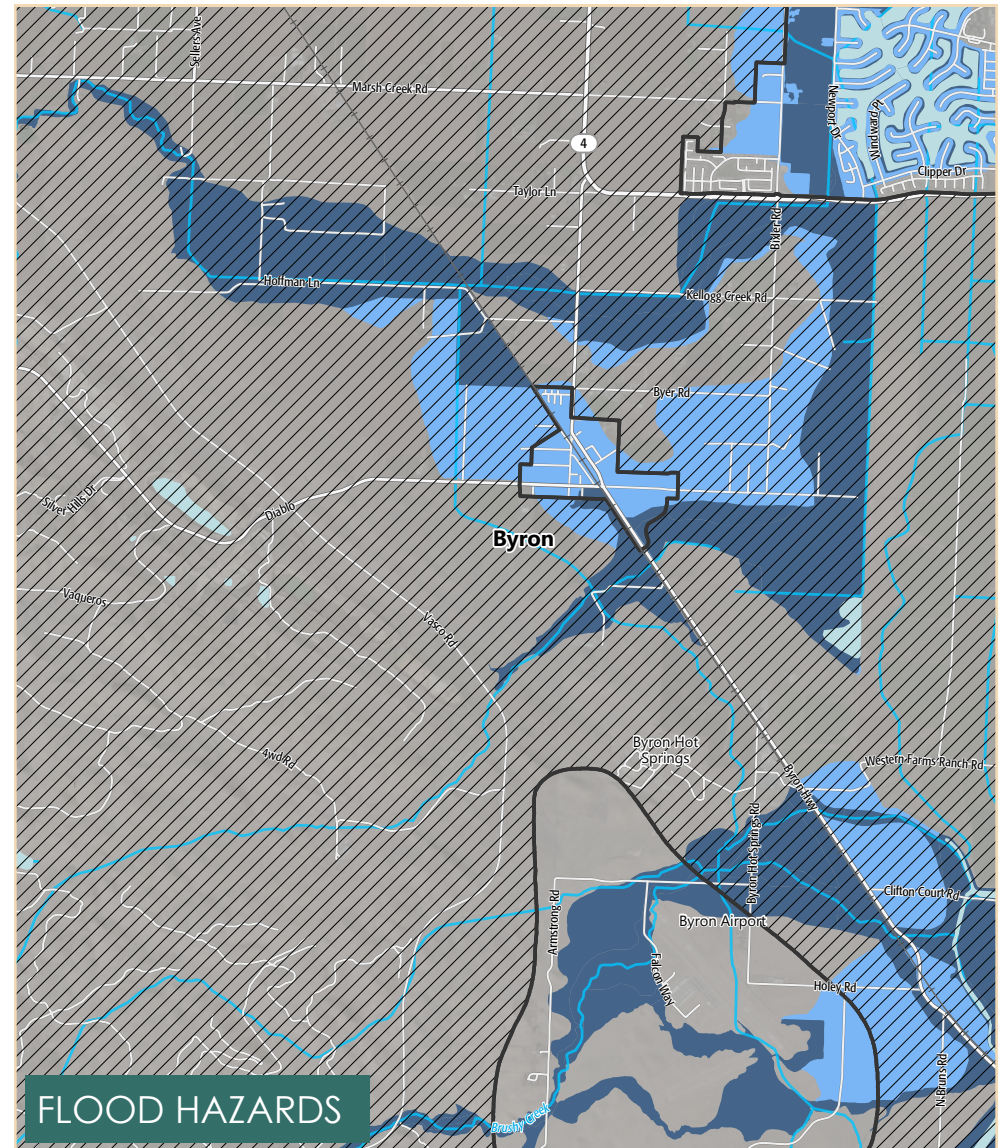 Sellers Ave
Marsh Creek Rd
4
Newport Dr
Windward Pt
Clipper Dr
Taylor Ln
Bixler Rd
Hoffman Ln
Kellogg Creek Rd
Byer Rd
Silver Hills Dr
Diablo
Byron
Vaqueros
Vasco Rd
4wd Rd
Byron Hot
Springs
Byron Hwy
Western Farms Ranch Rd
Byron Hot Springs Rd
Clifton Court Rd
Armstrong Rd
Byron Airport
Falcon Way
Holey Rd
N Bruns Rd
Brushy Creek
FLOOD HAZARDS